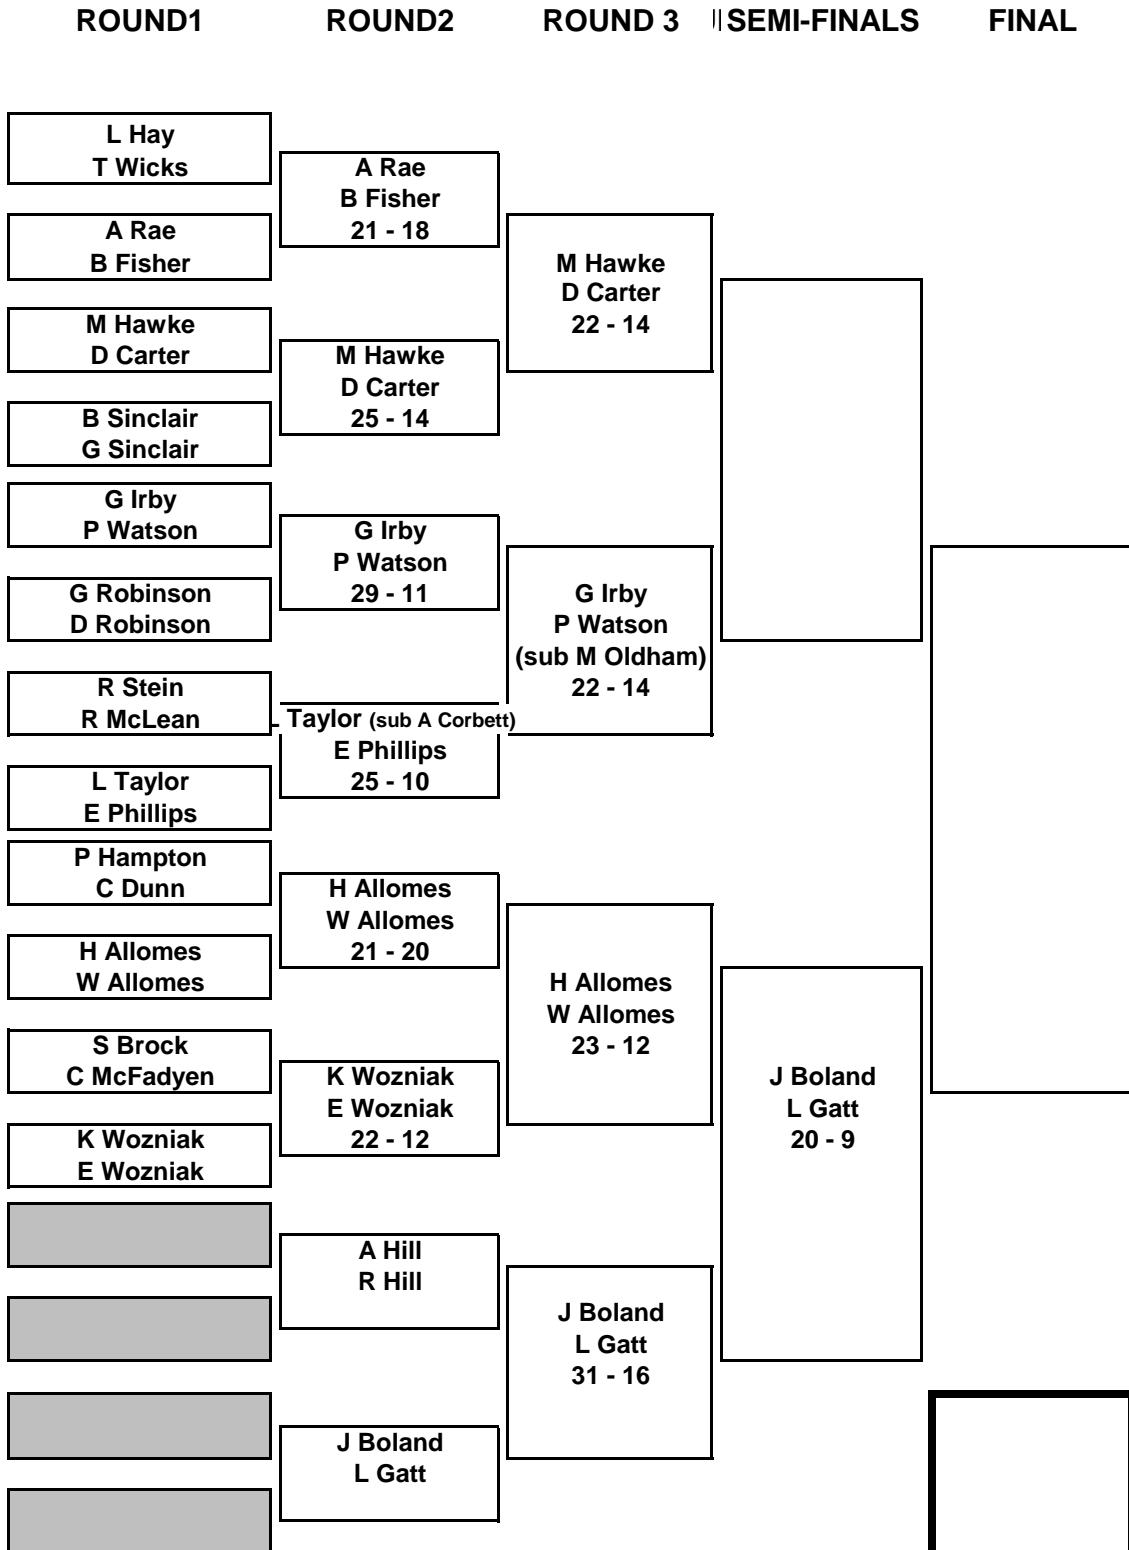 ROUND1
ROUND2
ROUND 3
SEMI-FINALS
FINAL
L Hay
T Wicks
A Rae
B Fisher
M Hawke
D Carter
B Sinclair
G Sinclair
G Irby
P Watson
G Robinson
D Robinson
R Stein
R McLean
L Taylor
E Phillips
P Hampton
C Dunn
H Allomes
W Allomes
S Brock
C McFadyen
K Wozniak
E Wozniak
A Rae
B Fisher
21 - 18
M Hawke
D Carter
25 - 14
G Irby
P Watson
29 - 11
Taylor (sub A Corbett)
E Phillips
25 - 10
H Allomes
W Allomes
21 - 20
K Wozniak
E Wozniak
22 - 12
A Hill
R Hill
J Boland
L Gatt
M Hawke
D Carter
22 - 14
G Irby
P Watson
(sub M Oldham)
22 - 14
H Allomes
W Allomes
23 - 12
J Boland
L Gatt
31 - 16
J Boland
L Gatt
20 - 9